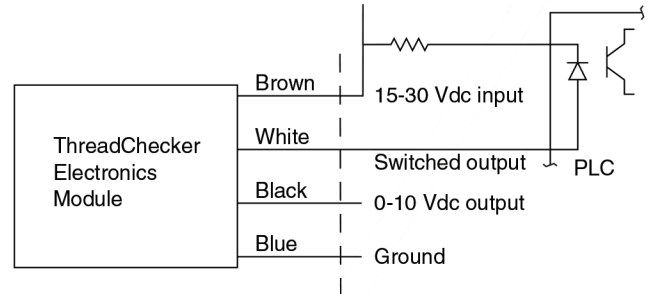 ThreadChecker
Electronics
Module
Brown
15-30 Vdc input
White
Switched output
PLC
Black
0-10 Vdc output
Blue
Ground